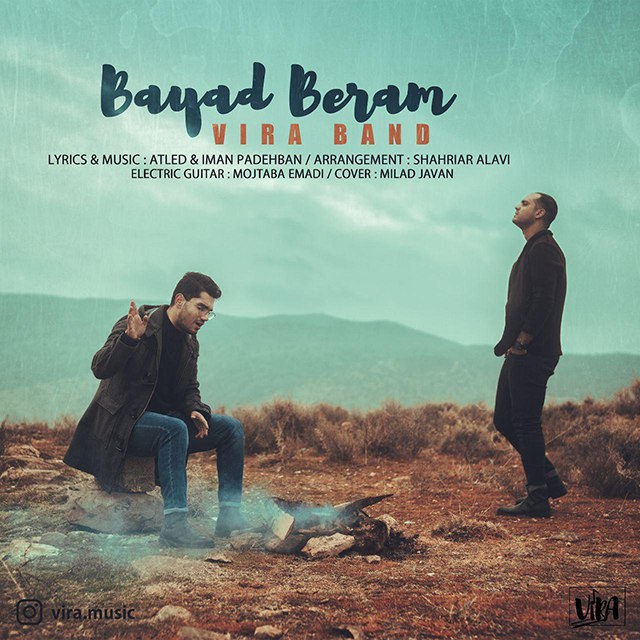 Bayad Beram
VIRA BAND
LYRICS & MUSIC : ATLED & IMAN PADEHBAN / ARRANGEMENT : SHAHRIAR ALAVI
ELECTRIC GUITAR : MOJTABA EMADI / COVER : MILAD JAVAN
vira.music
VIRA